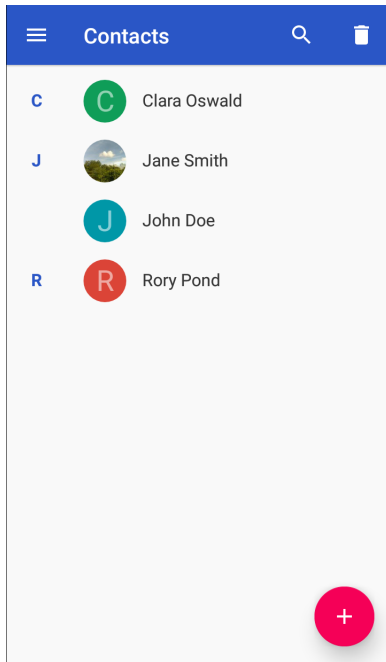 Contacts
C C Clara Oswald
J Jane Smith
J John Doe
R R Rory Pond